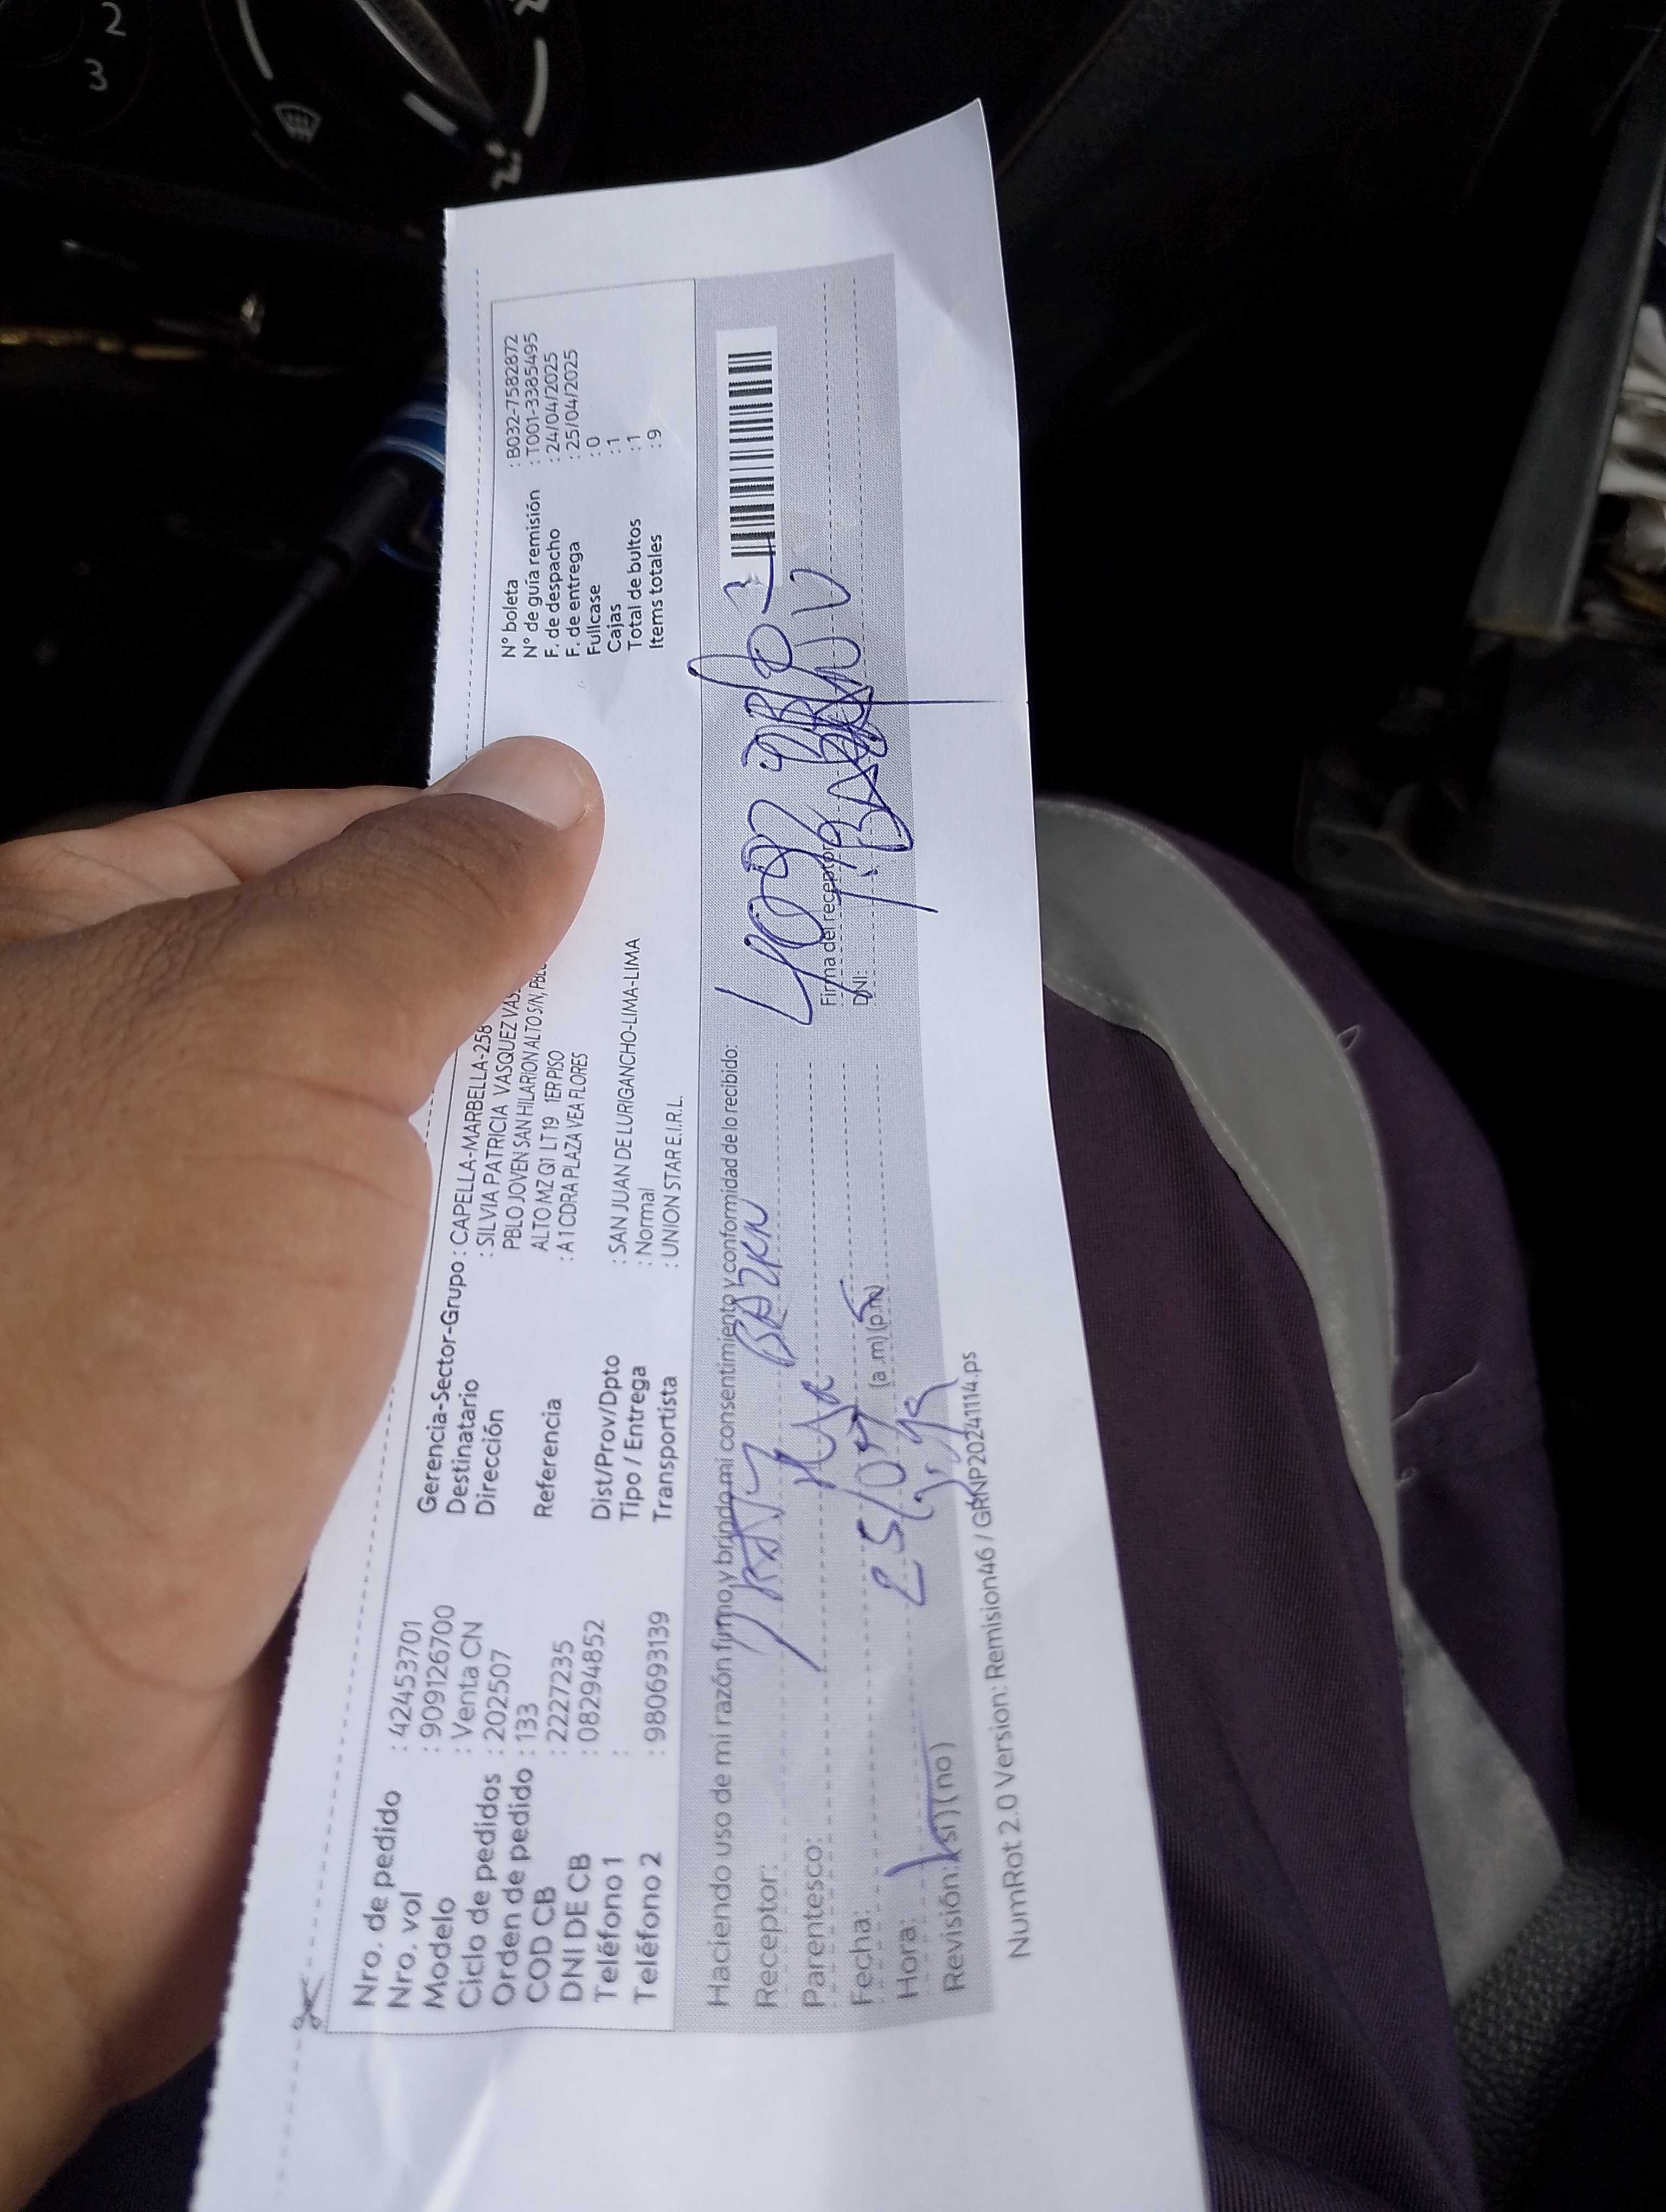 Nro. de pedido : 42453701
Nro. vol : 909126700
Modelo : Venta CN
Ciclo de pedidos : 202507
Orden de pedido : 133
COD CB : 22227235
DNI DE CB : 08294852
Teléfono 1 :
Teléfono 2 : 980693139
Gerencia-Sector-Grupo : CAPELLA-MARBELLA-258
Destinatario : SILVIA PATRICIA VASQUEZ VAS
Dirección PBLO JOVEN SAN HILARION ALTO S/N, PBLO
ALTO MZ Q1 LT 19 1ER PISO
Referencia : A 1 CDRA PLAZA VEA FLORES
Dist/Prov/Dpto : SAN JUAN DE LURIGANCHO-LIMA-LIMA
Tipo / Entrega : Normal
Transportista : UNION STAR E.I.R.L.
N° boleta : B032-7582872
N° de guía remisión : T001-3385495
F. de despacho : 24/04/2025
F. de entrega : 25/04/2025
Fullcase : 0
Cajas : 1
Total de bultos : 1
Items totales : 9
Haciendo uso de mi razón firmo y brindo mi consentimiento y conformidad de lo recibido:
Receptor:
Parentesco:
Fecha: 25/04
Hora: (a.m) (p.m)
Revisión: (si) (no)
Firma del receptor
DNI:
NumRot 2.0 Version: Remision46 / GRNP20241114.ps
2
3